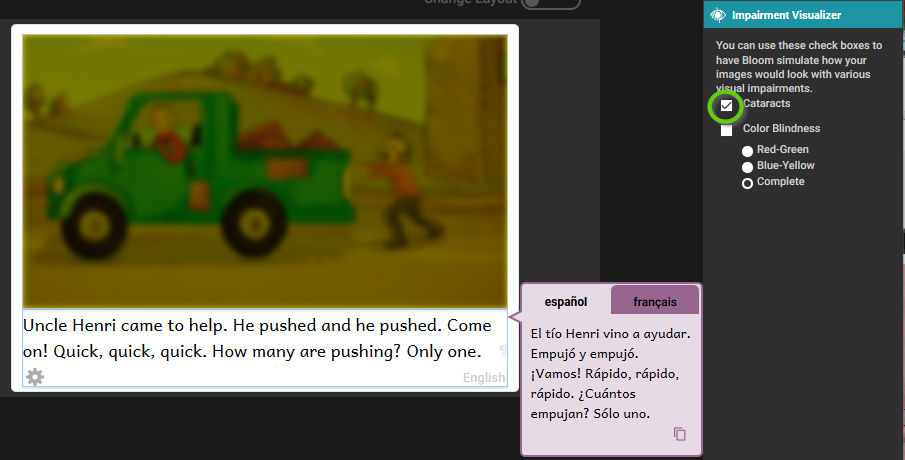 Change Layout
Impairment Visualizer
You can use these check boxes to
have Bloom simulate how your
images would look with various
visual impairments.
Cataracts
Color Blindness
Red-Green
Blue-Yellow
Complete
Uncle Henri came to help. He pushed and he pushed. Come
on! Quick, quick, quick. How many are pushing? Only one. ¶
English
español
français
El tío Henri vino a ayudar.
Empujó y empujó.
¡Vamos! Rápido, rápido,
rápido. ¿Cuántos
empujan? Sólo uno.